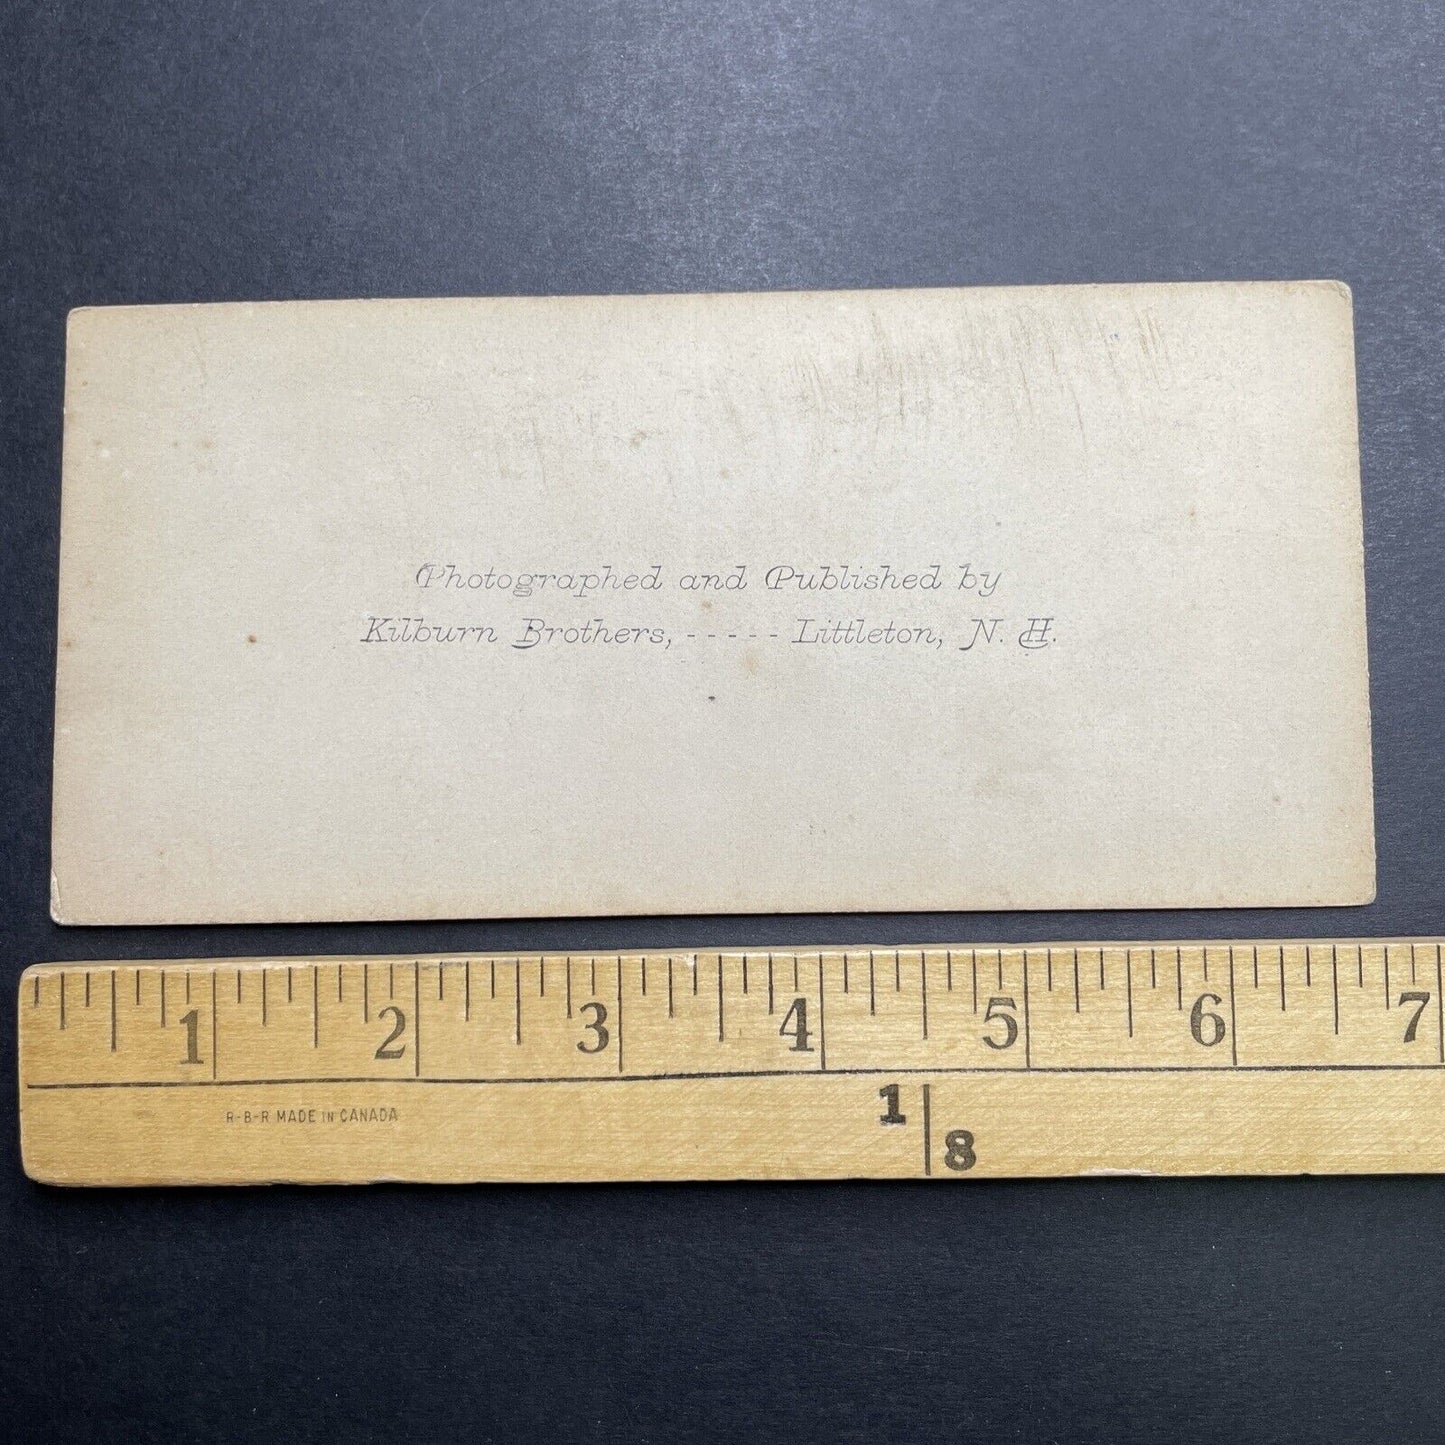 Photographed and Published by
Kilburn Brothers, - - - - - Littleton, N. H.
1 2 3 4 5 6 7
R-B-R MADE IN CANADA
1
8